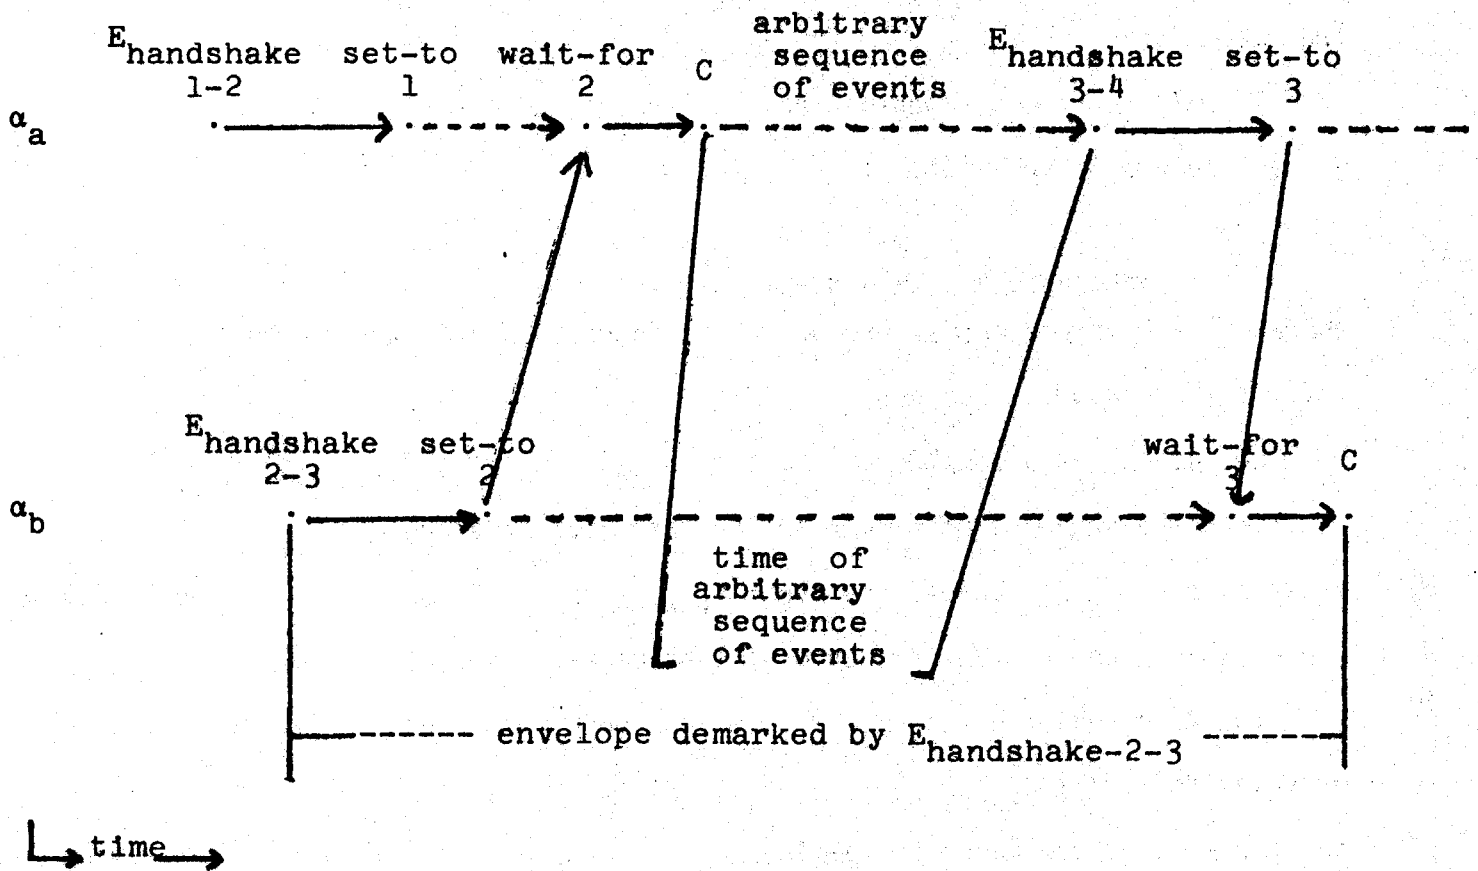 arbitrary
E handshake set-to wait-for C sequence E handshake set-to
1-2 1 2 of events 3-4 3
αa
E handshake set-to wait-for C
2-3 2 3
αb
time of
arbitrary
sequence
of events
envelope demarked by E handshake-2-3
time